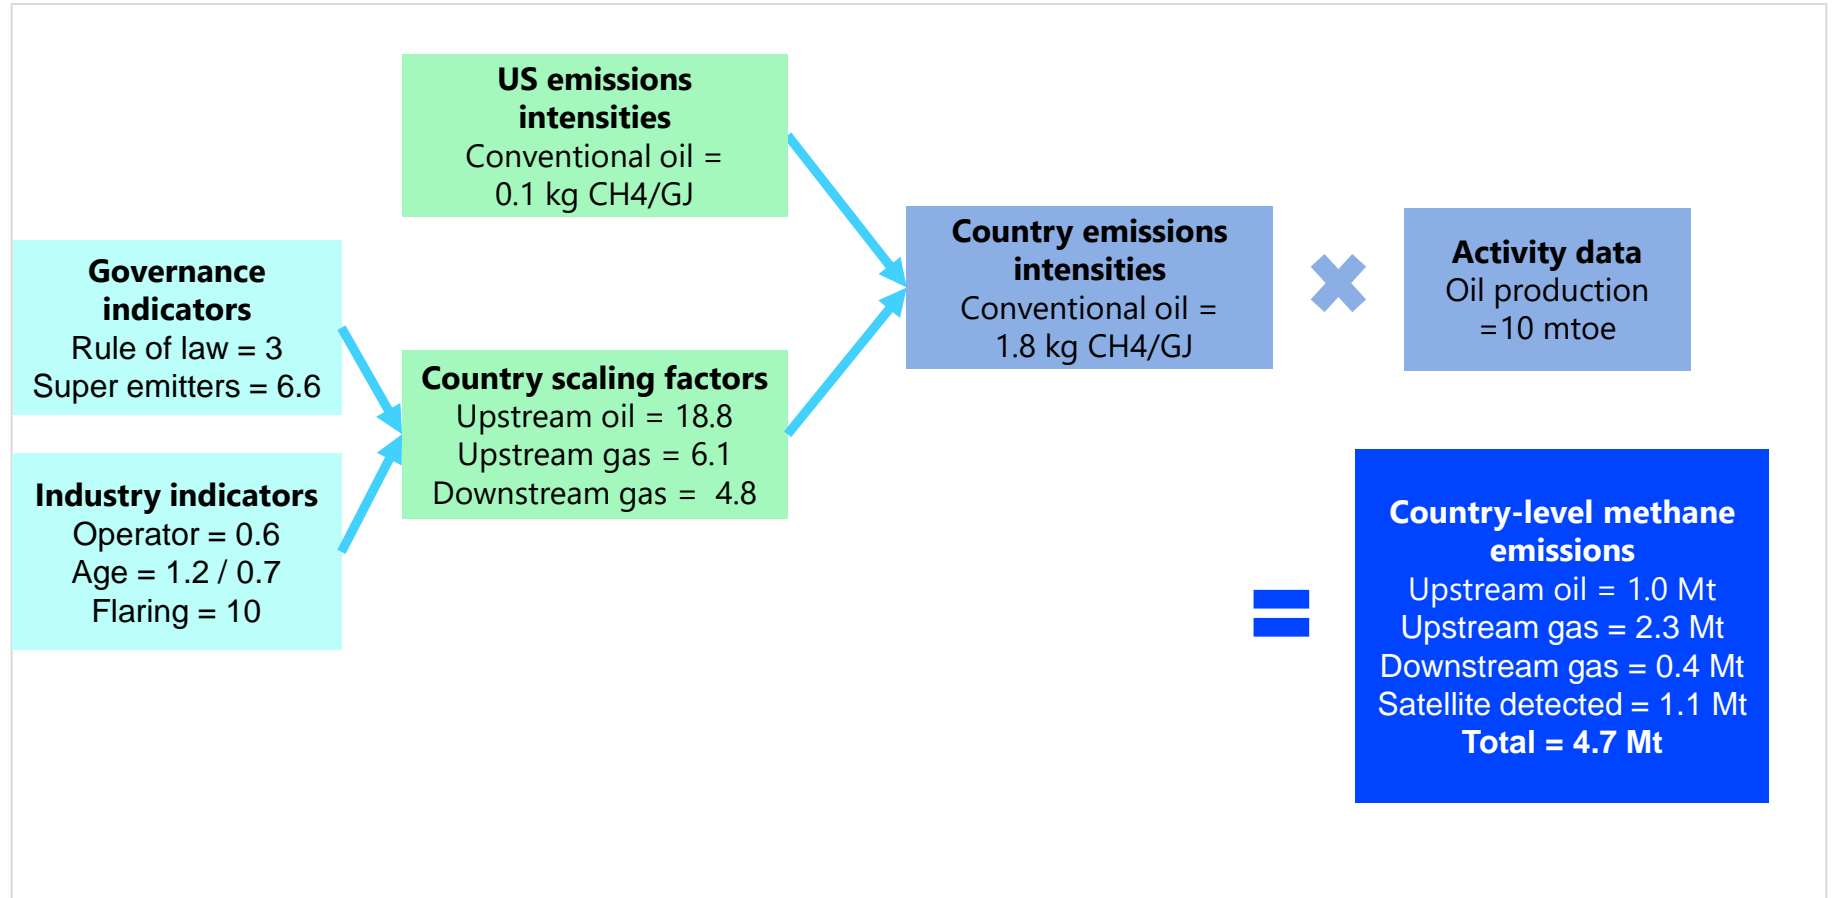 US emissions
intensities
Conventional oil =
0.1 kg CH4/GJ
Governance
indicators
Rule of law = 3
Super emitters = 6.6
Industry indicators
Operator = 0.6
Age = 1.2 / 0.7
Flaring = 10
Country scaling factors
Upstream oil = 18.8
Upstream gas = 6.1
Downstream gas = 4.8
Country emissions
intensities
Conventional oil =
1.8 kg CH4/GJ
Activity data
Oil production
=10 mtoe
Country-level methane
emissions
Upstream oil = 1.0 Mt
Upstream gas = 2.3 Mt
Downstream gas = 0.4 Mt
Satellite detected = 1.1 Mt
Total = 4.7 Mt